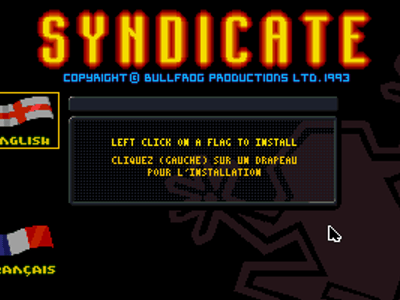 SYNDICATE
COPYRIGHT © BULLFROG PRODUCTIONS LTD. 1993
LEFT CLICK ON A FLAG TO INSTALL
CLIQUEZ (GAUCHE) SUR UN DRAPEAU
POUR L'INSTALLATION
NGLISH
RANÇAIS